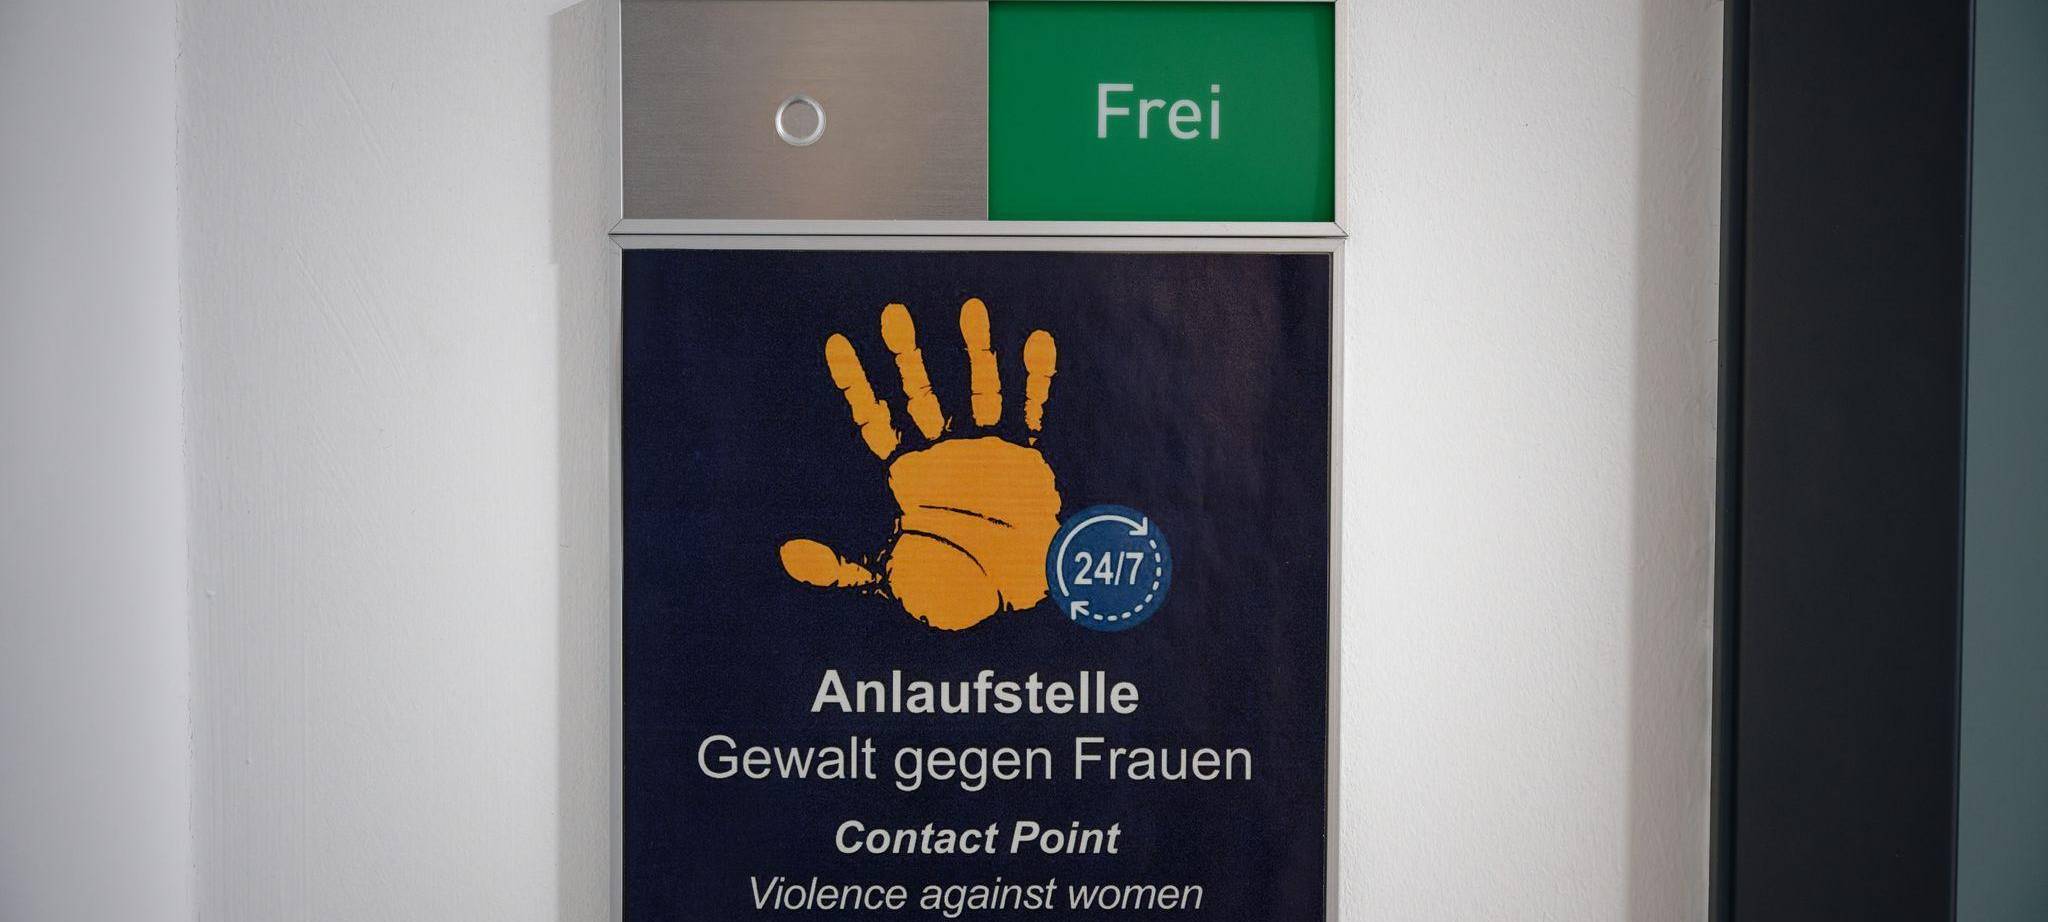 Frei
24/7
Anlaufstelle
Gewalt gegen Frauen
Contact Point
Violence against women